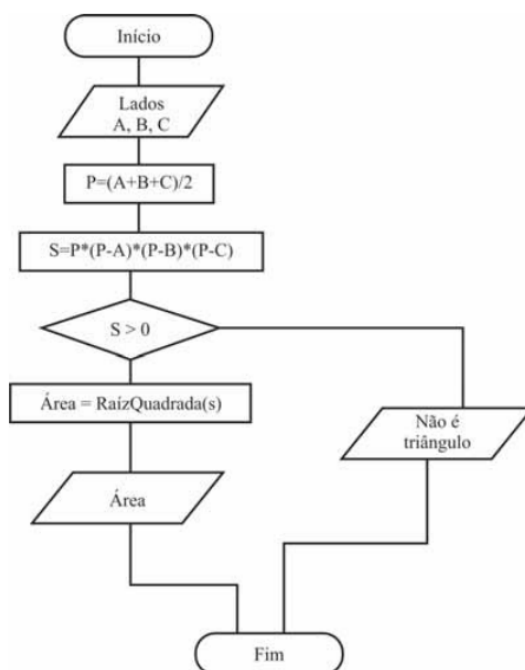 Início
Lados
A, B, C
P=(A+B+C)/2
S=P*(P-A)*(P-B)*(P-C)
S > 0
Área = RaízQuadrada(s)
Não é
triângulo
Área
Fim